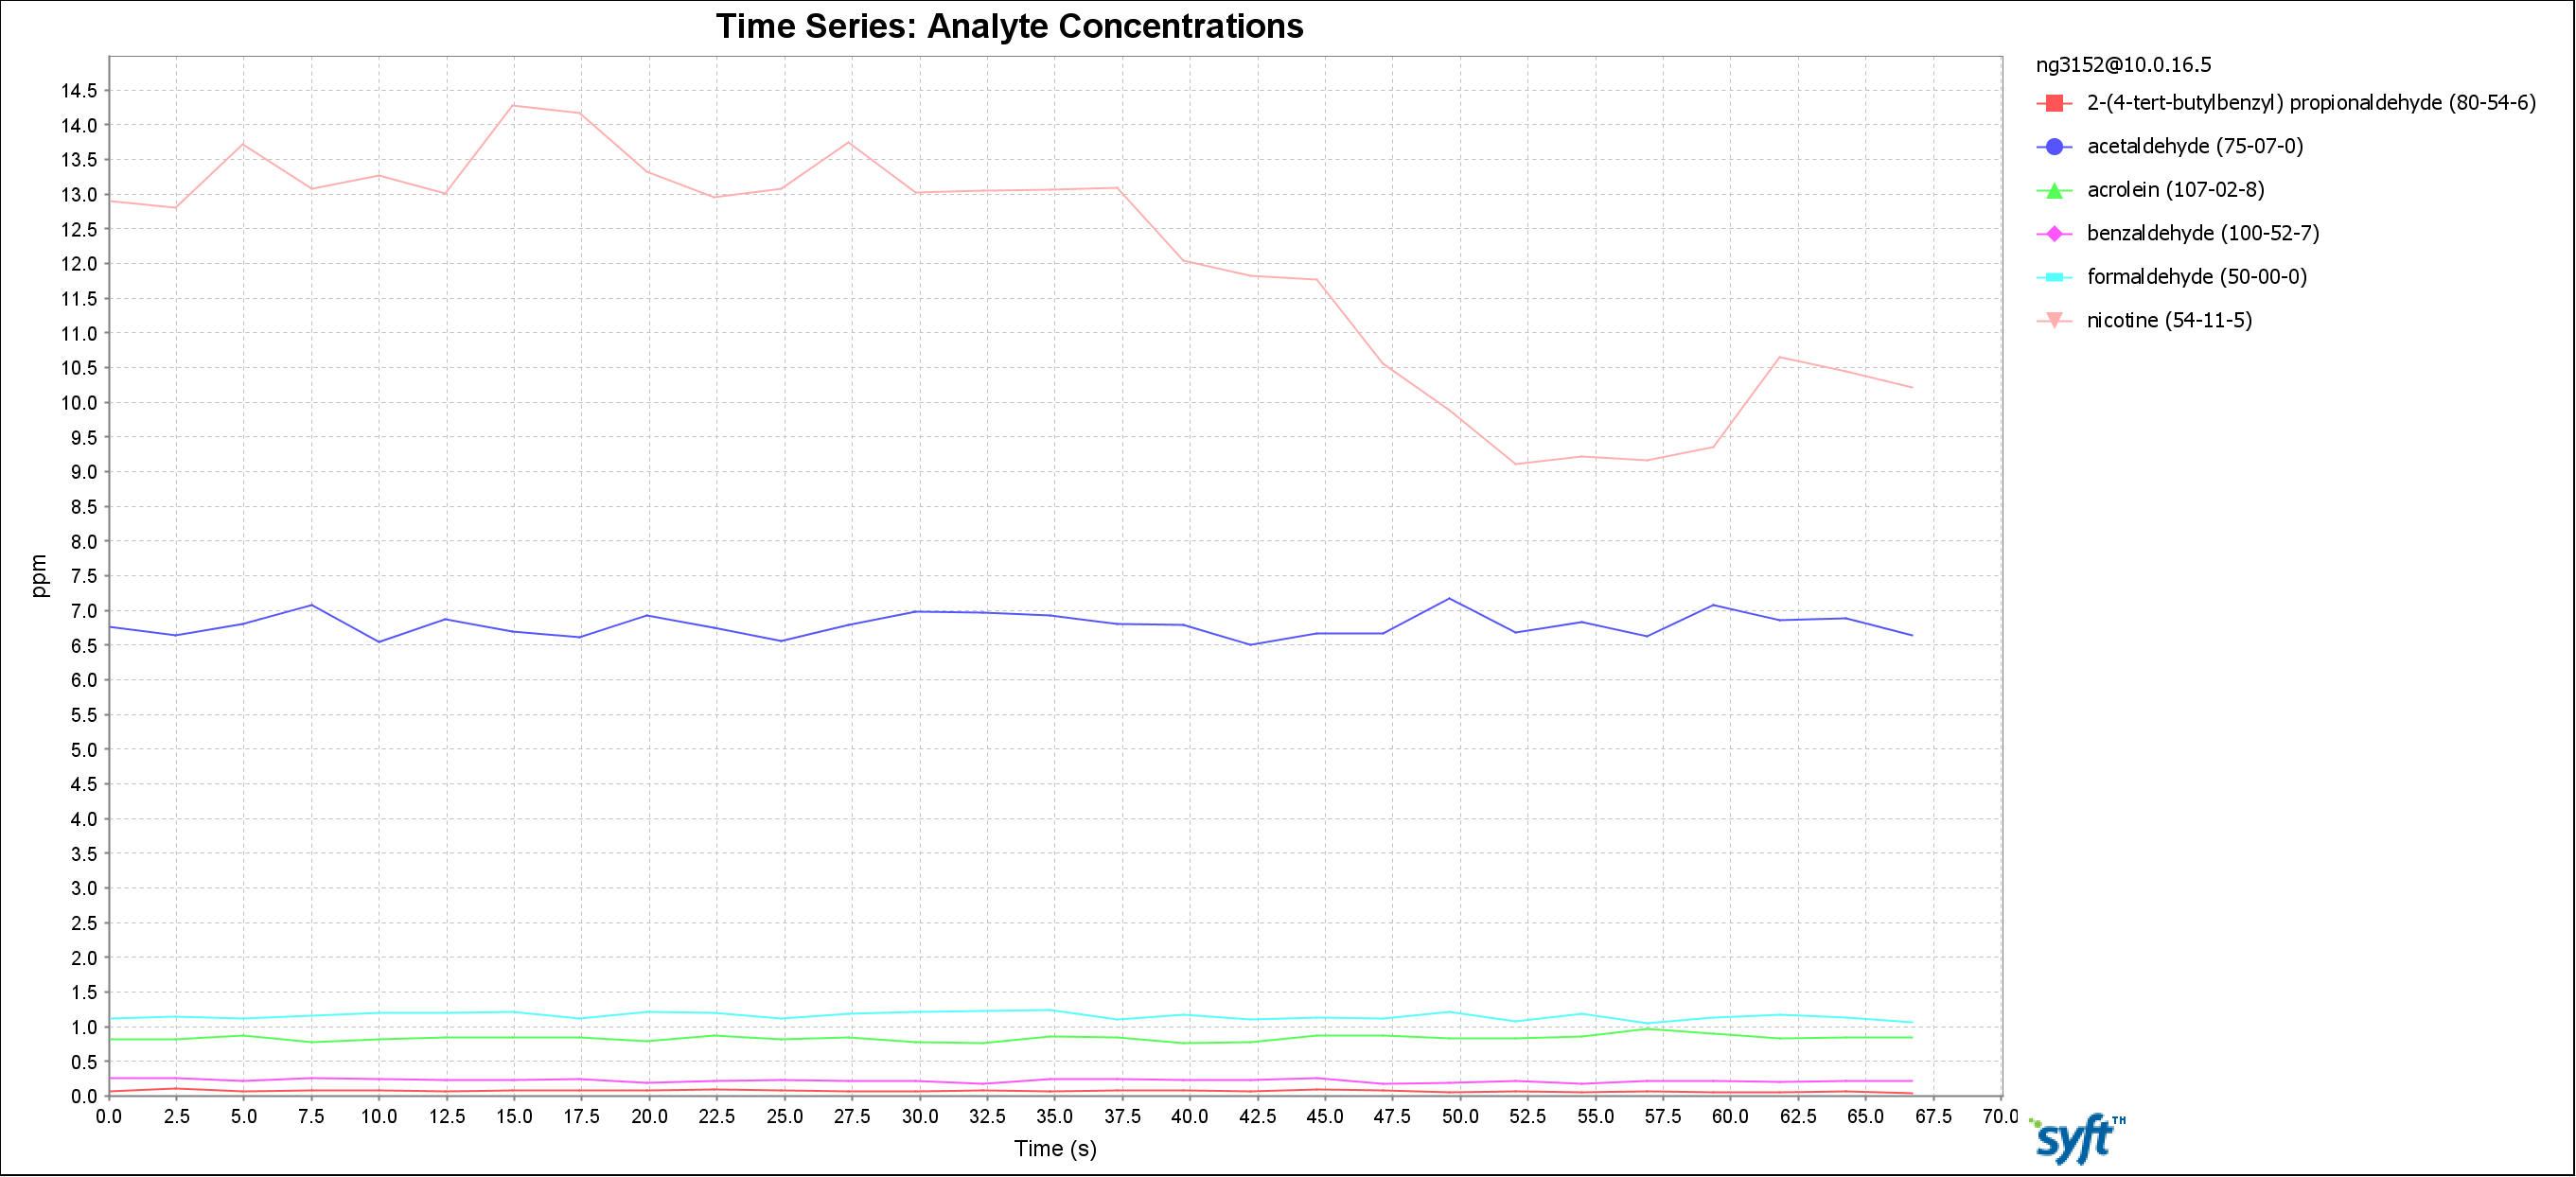 Time Series: Analyte Concentrations
14.5
14.0
13.5
13.0
12.5
12.0
11.5
11.0
10.5
10.0
9.5
9.0
8.5
8.0
7.5
7.0
6.5
6.0
5.5
5.0
4.5
4.0
3.5
3.0
2.5
2.0
1.5
1.0
0.5
0.0
ppm
0.0 2.5 5.0 7.5 10.0 12.5 15.0 17.5 20.0 22.5 25.0 27.5 30.0 32.5 35.0 37.5 40.0 42.5 45.0 47.5 50.0 52.5 55.0 57.5 60.0 62.5 65.0 67.5 70.0
Time (s)
ng3152@10.0.16.5
2-(4-tert-butylbenzyl) propionaldehyde (80-54-6)
acetaldehyde (75-07-0)
acrolein (107-02-8)
benzaldehyde (100-52-7)
formaldehyde (50-00-0)
nicotine (54-11-5)
syft™